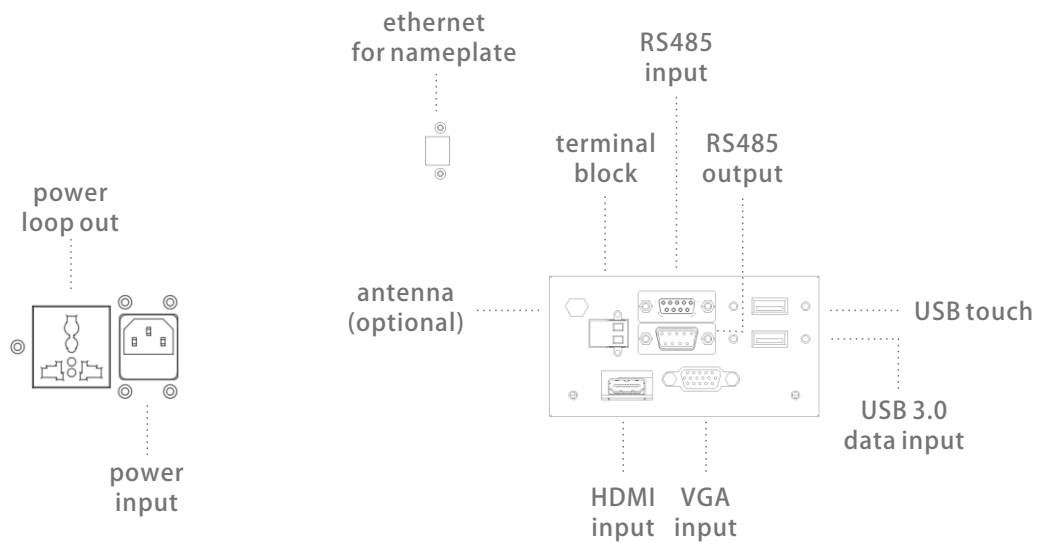 ethernet
for nameplate
RS485
input
terminal
block
RS485
output
power
loop out
antenna
(optional)
USB touch
USB 3.0
data input
power
input
HDMI
input
VGA
input